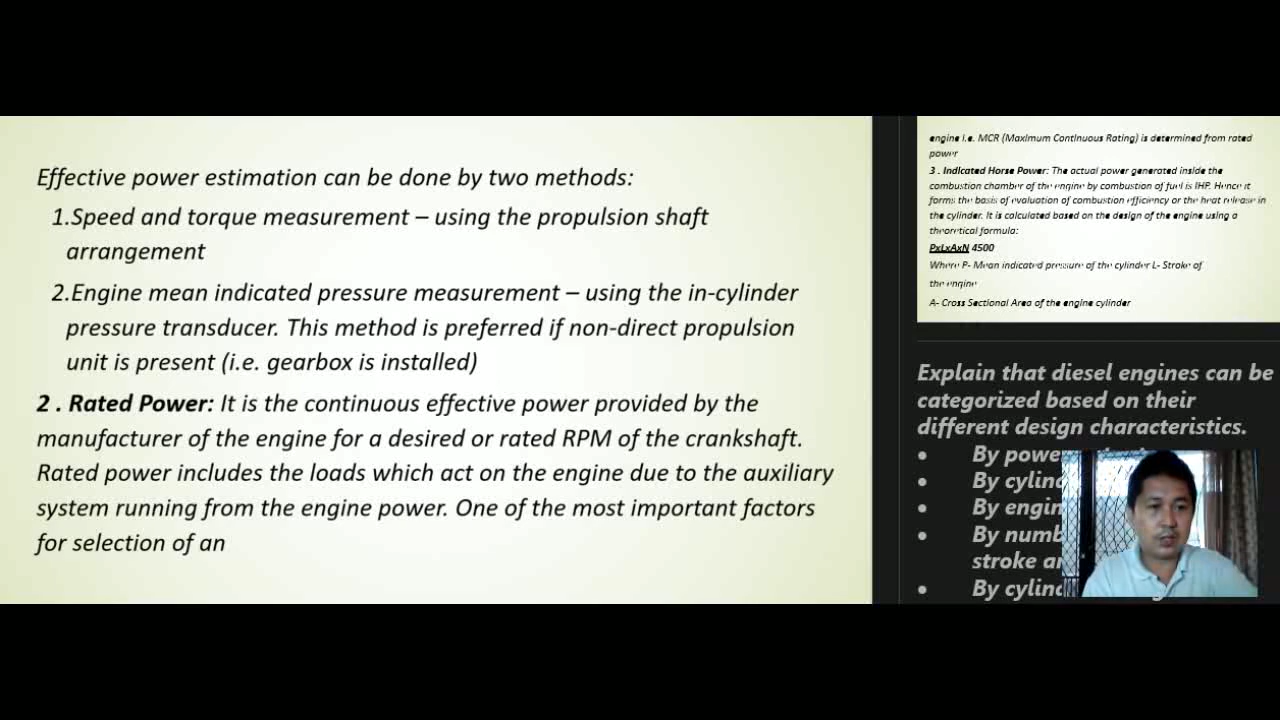 Effective power estimation can be done by two methods:
1.Speed and torque measurement – using the propulsion shaft
arrangement
2.Engine mean indicated pressure measurement – using the in-cylinder
pressure transducer. This method is preferred if non-direct propulsion
unit is present (i.e. gearbox is installed)
2 . Rated Power: It is the continuous effective power provided by the
manufacturer of the engine for a desired or rated RPM of the crankshaft.
Rated power includes the loads which act on the engine due to the auxiliary
system running from the engine power. One of the most important factors
for selection of an
engine i.e. MCR (Maximum Continuous Rating) is determined from rated
power
3 . Indicated Horse Power: The actual power generated inside the
combustion chamber of the engine by combustion of fuel is IHP. Hence it
forms the basis of evaluation of combustion efficiency or the heat release in
the cylinder. It is calculated based on the design of the engine using a
theoretical formula:
PxLxAxN 4500
Where P- Mean indicated pressure of the cylinder L- Stroke of
the engine
A- Cross Sectional Area of the engine cylinder
Explain that diesel engines can be
categorized based on their
different design characteristics.
• By
• By
• By
• By
stroke
• By